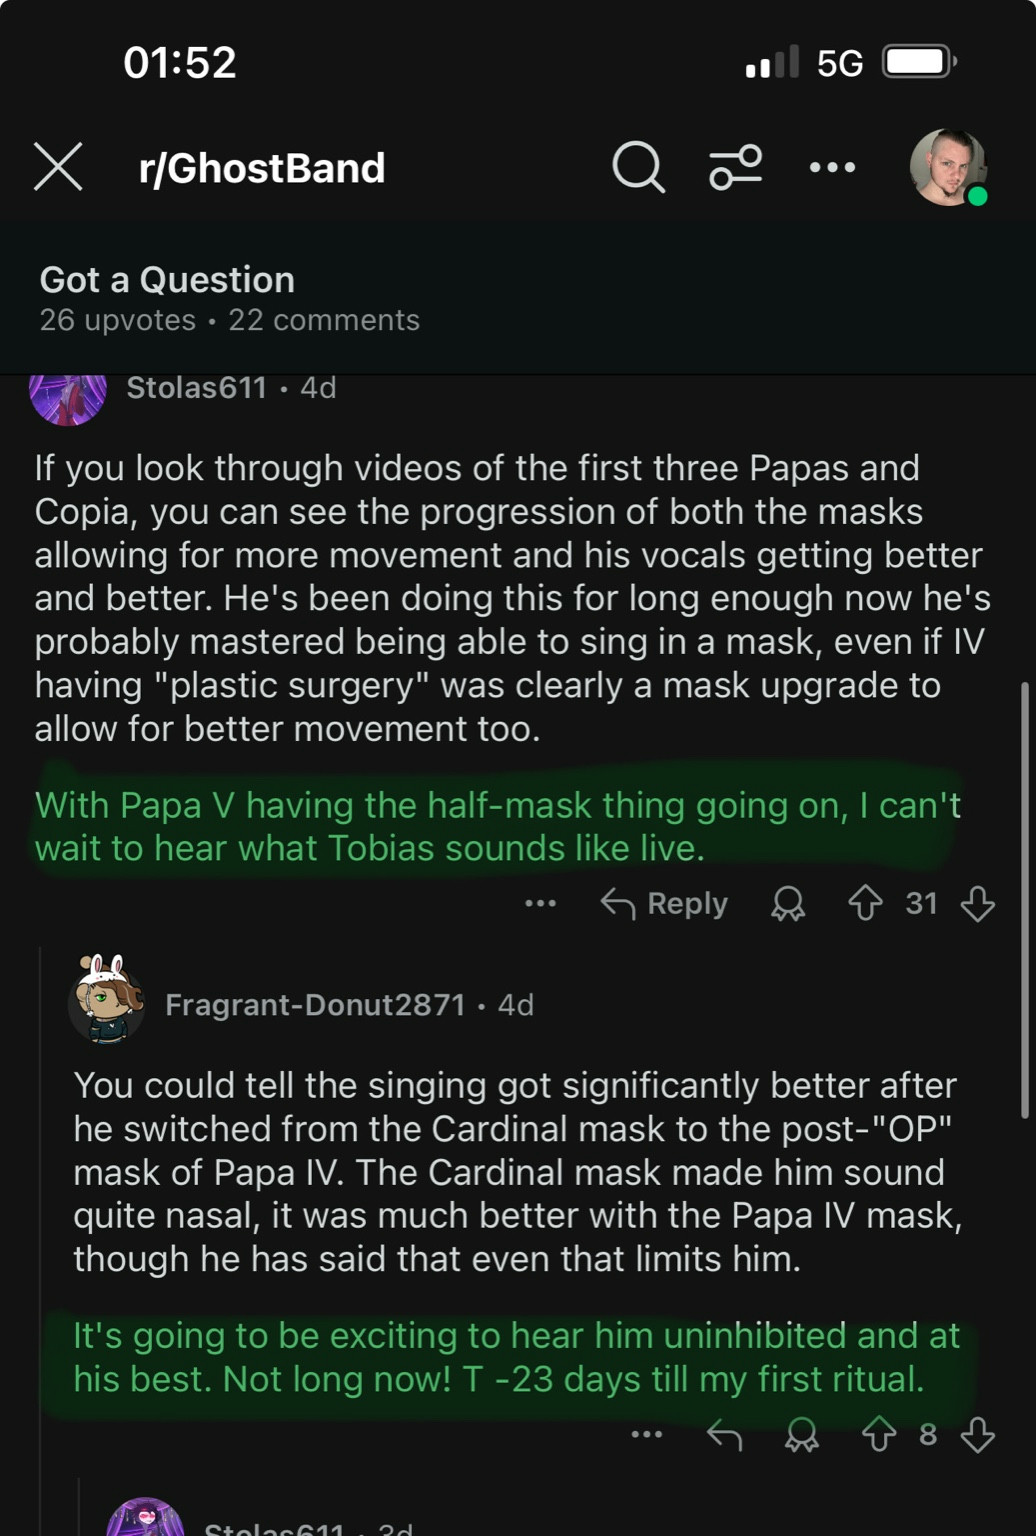 01:52
5G
r/GhostBand
Got a Question
26 upvotes • 22 comments
Stolas611 • 4d
If you look through videos of the first three Papas and
Copia, you can see the progression of both the masks
allowing for more movement and his vocals getting better
and better. He's been doing this for long enough now he's
probably mastered being able to sing in a mask, even if IV
having "plastic surgery" was clearly a mask upgrade to
allow for better movement too.
With Papa V having the half-mask thing going on, I can't
wait to hear what Tobias sounds like live.
Reply 31
Fragrant-Donut2871 • 4d
You could tell the singing got significantly better after
he switched from the Cardinal mask to the post-"OP"
mask of Papa IV. The Cardinal mask made him sound
quite nasal, it was much better with the Papa IV mask,
though he has said that even that limits him.
It's going to be exciting to hear him uninhibited and at
his best. Not long now! T -23 days till my first ritual.
8
Stolas611 • 3d